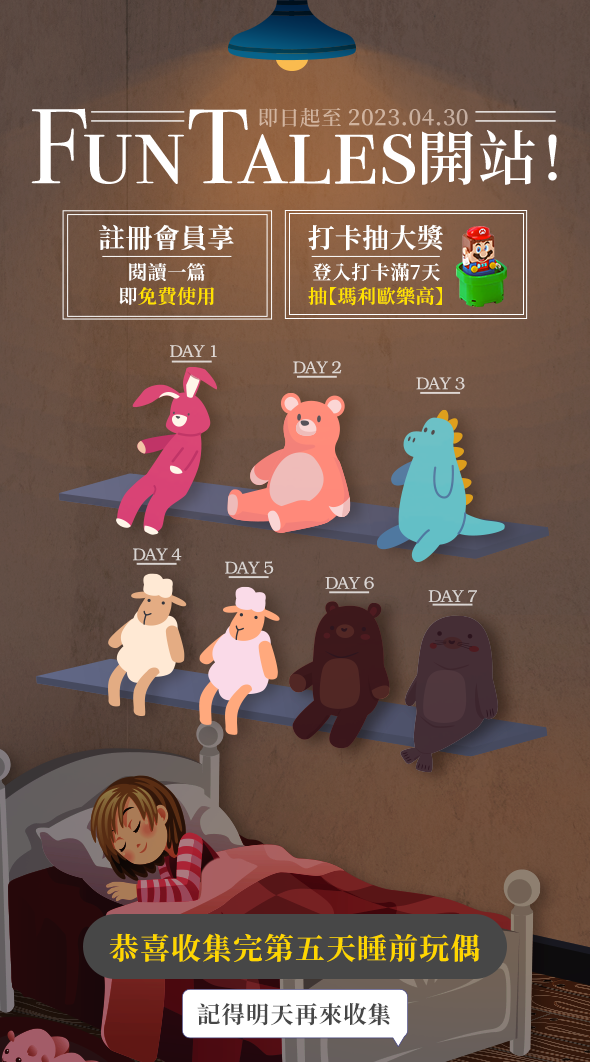 即日起至 2023.04.30
FUNTALES開站！
註冊會員享
閱讀一篇
即免費使用
打卡抽大獎
登入打卡滿7天
抽【瑪利歐樂高】
DAY 1
DAY 2
DAY 3
DAY 4
DAY 5
DAY 6
DAY 7
恭喜收集完第五天睡前玩偶
記得明天再來收集